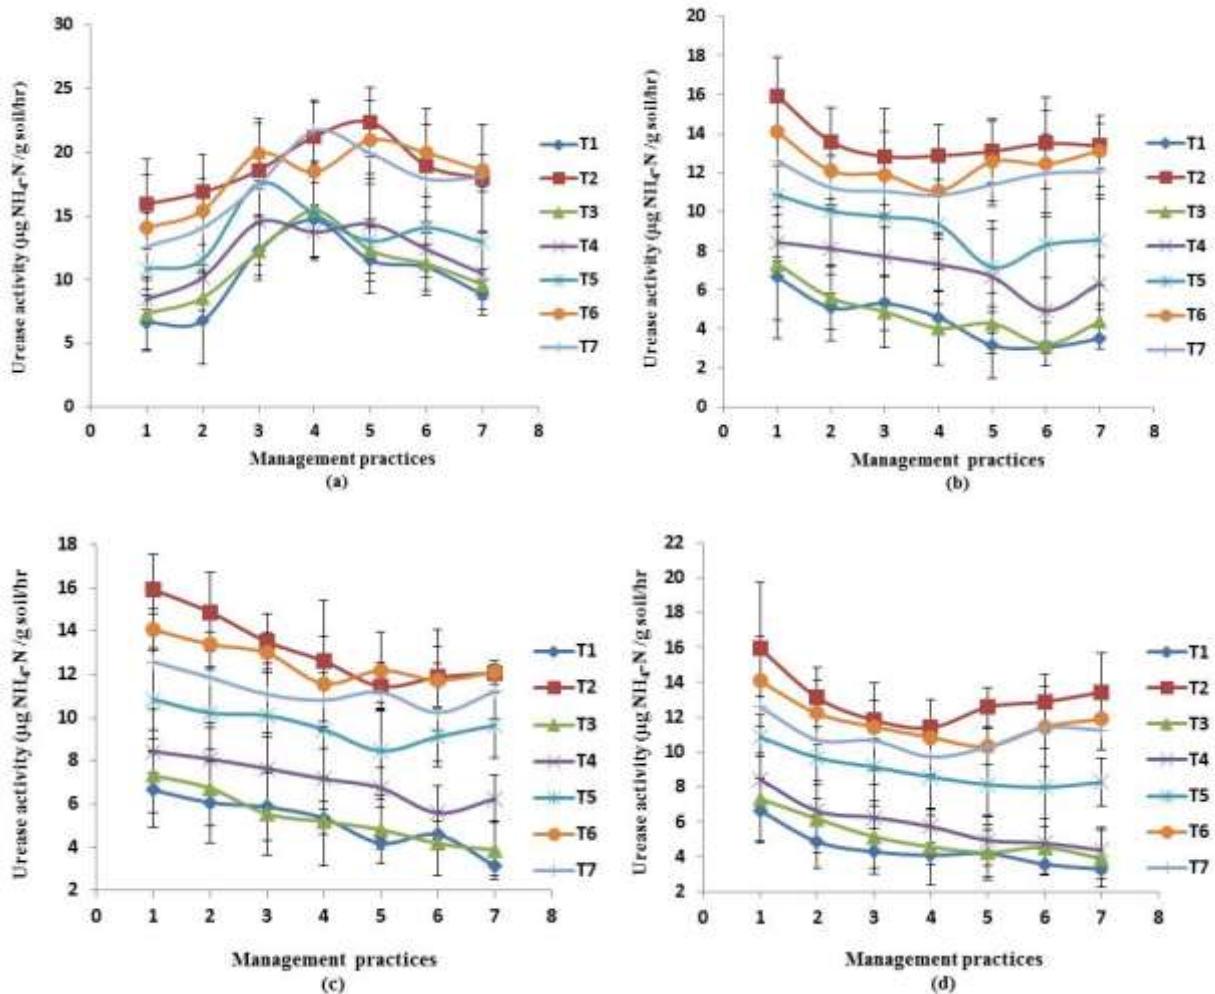 Urease activity (µg NH₄-N /g soil/hr)
30
25
20
15
10
5
0
0 1 2 3 4 5 6 7 8
Management practices
(a)
T1
T2
T3
T4
T5
T6
T7
Urease activity (µg NH₄-N /g soil/hr)
20
18
16
14
12
10
8
6
4
2
0
0 1 2 3 4 5 6 7 8
Management practices
(b)
T1
T2
T3
T4
T5
T6
T7
Urease activity (µg NH₄-N /g soil/hr
18
16
14
12
10
8
6
4
2
0 1 2 3 4 5 6 7 8
Management practices
(c)
T1
T2
T3
T4
T5
T6
T7
Urease activity (µg NH₄-N /g soil/hr
22
20
18
16
14
12
10
8
6
4
2
0 1 2 3 4 5 6 7 8
Management practices
(d)
T1
T2
T3
T4
T5
T6
T7